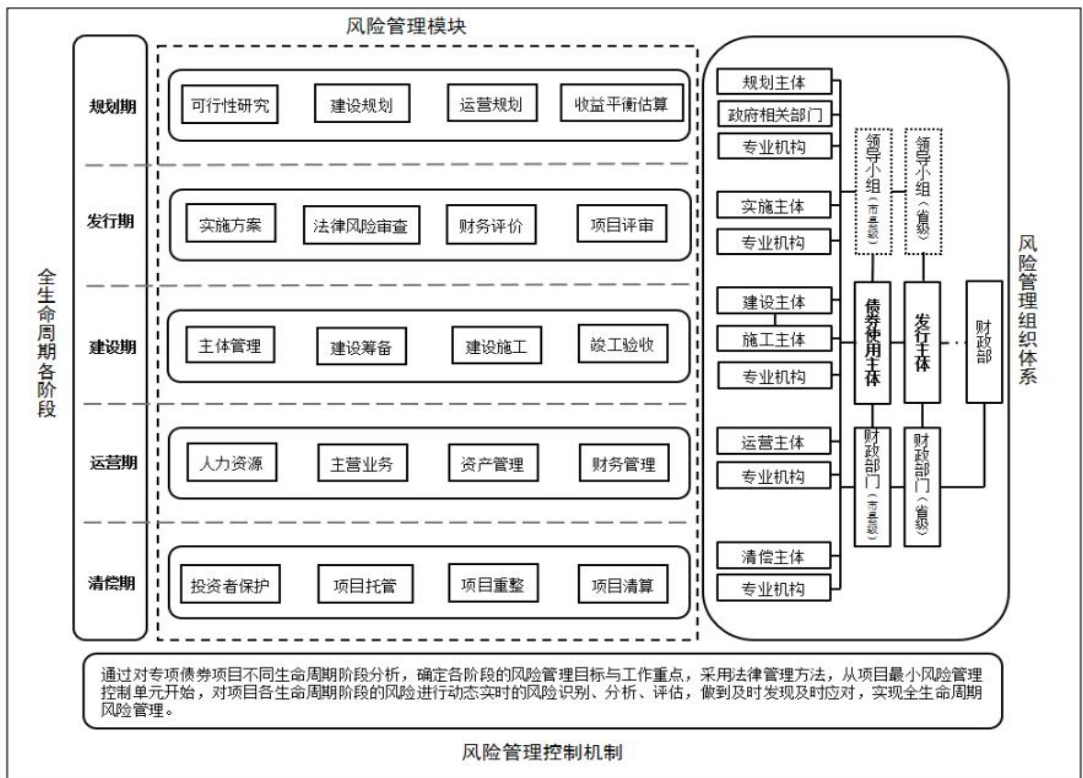 风险管理模块
规划期
可行性研究
建设规划
运营规划
收益平衡估算
发行期
实施方案
法律风险审查
财务评价
项目评审
建设期
主体管理
建设筹备
建设施工
竣工验收
运营期
人力资源
主营业务
资产管理
财务管理
清偿期
投资者保护
项目托管
项目重整
项目清算
全生命周期各阶段
规划主体
政府相关部门
专业机构
实施主体
专业机构
建设主体
施工主体
专业机构
运营主体
专业机构
清偿主体
专业机构
领导小组（市县级）
领导小组（省级）
债券使用主体
发行主体
财政部
财政部门（市县级）
财政部门（省级）
风险管理组织体系
通过对专项债券项目不同生命周期阶段分析，确定各阶段的风险管理目标与工作重点，采用法律管理方法，从项目最小风险管理
控制单元开始，对项目各生命周期阶段的风险进行动态实时的风险识别、分析、评估，做到及时发现及时应对，实现全生命周期
风险管理。
风险管理控制机制